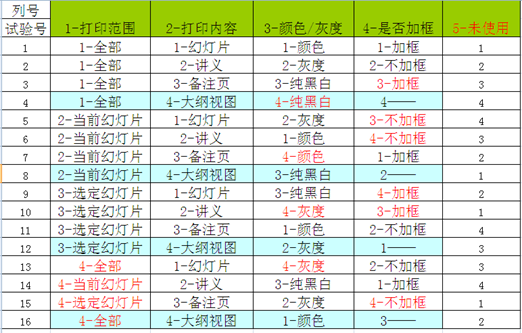 列号
试验号 1-打印范围 2-打印内容 3-颜色/灰度 4-是否加框 5-未使用
1 1-全部 1-幻灯片 1-颜色 1-加框 1
2 1-全部 2-讲义 2-灰度 2-不加框 2
3 1-全部 3-备注页 3-纯黑白 3-加框 3
4 1-全部 4-大纲视图 4-纯黑白 4—— 4
5 2-当前幻灯片 1-幻灯片 2-灰度 3-不加框 4
6 2-当前幻灯片 2-讲义 1-颜色 4-不加框 3
7 2-当前幻灯片 3-备注页 4-颜色 1-加框 2
8 2-当前幻灯片 4-大纲视图 3-纯黑白 2—— 1
9 3-选定幻灯片 1-幻灯片 3-纯黑白 4-加框 2
10 3-选定幻灯片 2-讲义 4-灰度 3-加框 1
11 3-选定幻灯片 3-备注页 1-颜色 2-不加框 4
12 3-选定幻灯片 4-大纲视图 2-灰度 1—— 3
13 4-全部 1-幻灯片 4-灰度 2-不加框 3
14 4-当前幻灯片 2-讲义 3-纯黑白 1-加框 4
15 4-选定幻灯片 3-备注页 2-灰度 4-不加框 1
16 4-全部 4-大纲视图 1-颜色 3—— 2